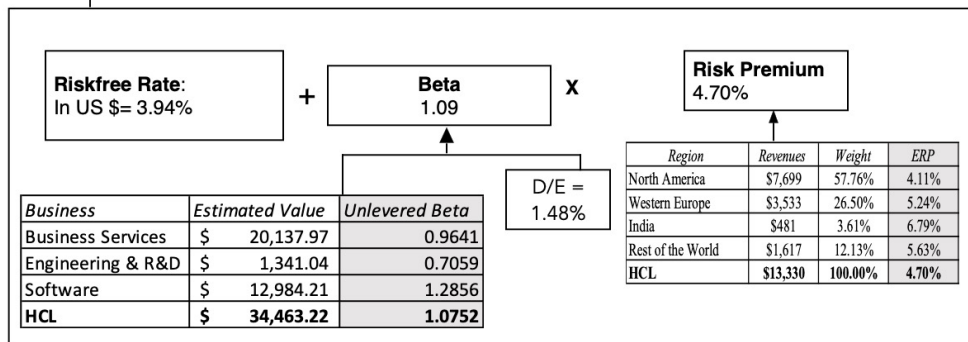 Riskfree Rate:
In US $= 3.94%
+
Beta
1.09
X
Risk Premium
4.70%
D/E =
1.48%
Business Estimated Value Unlevered Beta
Business Services $ 20,137.97 0.9641
Engineering & R&D $ 1,341.04 0.7059
Software $ 12,984.21 1.2856
HCL $ 34,463.22 1.0752
Region Revenues Weight ERP
North America $7,699 57.76% 4.11%
Western Europe $3,533 26.50% 5.24%
India $481 3.61% 6.79%
Rest of the World $1,617 12.13% 5.63%
HCL $13,330 100.00% 4.70%